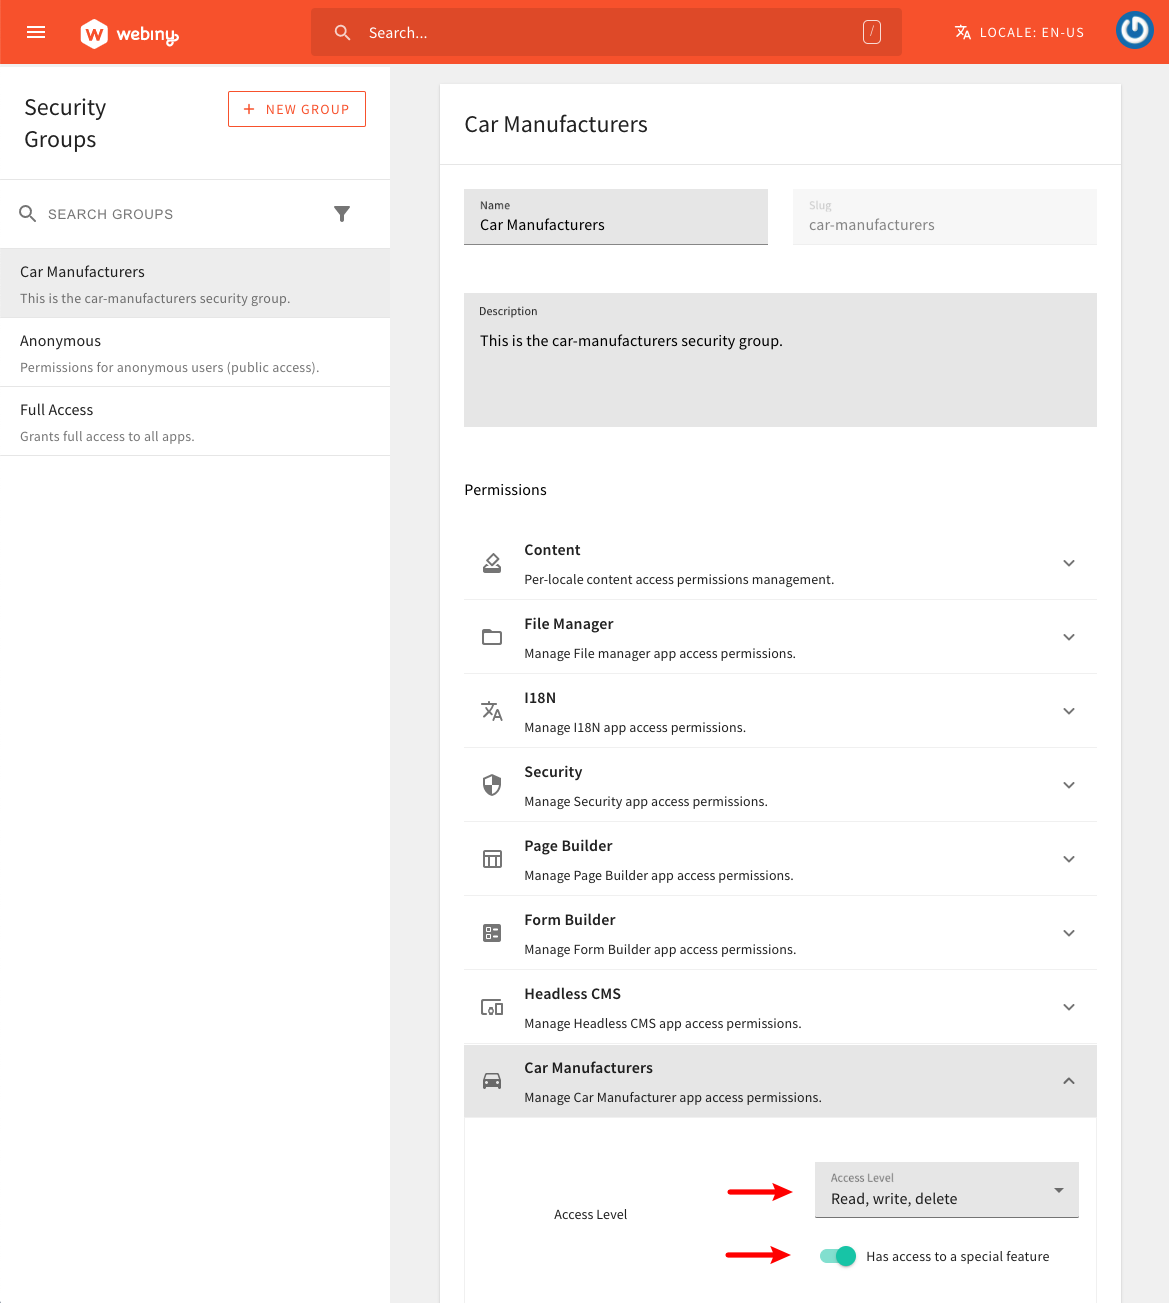 webiny
Search...
/
LOCALE: EN-US
Security
Groups
NEW GROUP
SEARCH GROUPS
Car Manufacturers
This is the car-manufacturers security group.
Anonymous
Permissions for anonymous users (public access).
Full Access
Grants full access to all apps.
Car Manufacturers
Name
Car Manufacturers
Slug
car-manufacturers
Description
This is the car-manufacturers security group.
Permissions
Content
Per-locale content access permissions management.
File Manager
Manage File manager app access permissions.
I18N
Manage I18N app access permissions.
Security
Manage Security app access permissions.
Page Builder
Manage Page Builder app access permissions.
Form Builder
Manage Form Builder app access permissions.
Headless CMS
Manage Headless CMS app access permissions.
Car Manufacturers
Manage Car Manufacturer app access permissions.
Access Level
Access Level
Read, write, delete
Has access to a special feature